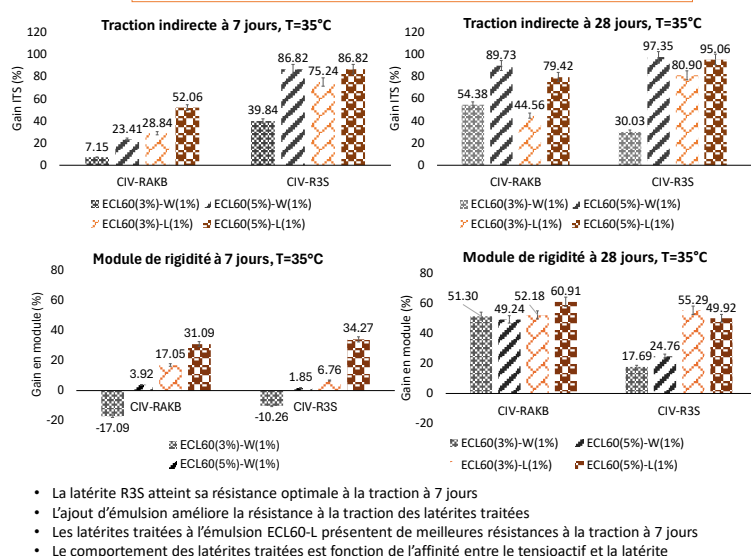 Traction indirecte à 7 jours, T=35°C
Gain ITS (%)
120
100
80
60
40
20
0
7.15
23.41
28.84
52.06
39.84
86.82
75.24
86.82
CIV-RAKB
CIV-R3S
ECL60(3%)-W(1%)
ECL60(5%)-W(1%)
ECL60(3%)-L(1%)
ECL60(5%)-L(1%)
Traction indirecte à 28 jours, T=35°C
Gain ITS (%)
120
100
80
60
40
20
0
54.38
89.73
44.56
79.42
30.03
97.35
80.90
95.06
CIV-RAKB
CIV-R3S
ECL60(3%)-W(1%)
ECL60(5%)-W(1%)
ECL60(3%)-L(1%)
ECL60(5%)-L(1%)
Module de rigidité à 7 jours, T=35°C
Gain en module (%)
80
60
40
20
0
-20
-17.09
3.92
17.05
31.09
-10.26
1.85
6.76
34.27
CIV-RAKB
CIV-R3S
ECL60(3%)-W(1%)
ECL60(5%)-W(1%)
Module de rigidité à 28 jours, T=35°C
Gain en module (%)
80
60
40
20
0
-20
51.30
49.24
52.18
60.91
17.69
24.76
55.29
49.92
CIV-RAKB
CIV-R3S
ECL60(3%)-W(1%)
ECL60(5%)-W(1%)
ECL60(3%)-L(1%)
ECL60(5%)-L(1%)
• La latérite R3S atteint sa résistance optimale à la traction à 7 jours
• L'ajout d'émulsion améliore la résistance à la traction des latérites traitées
• Les latérites traitées à l'émulsion ECL60-L présentent de meilleures résistances à la traction à 7 jours
• Le comportement des latérites traitées est fonction de l'affinité entre le tensioactif et la latérite